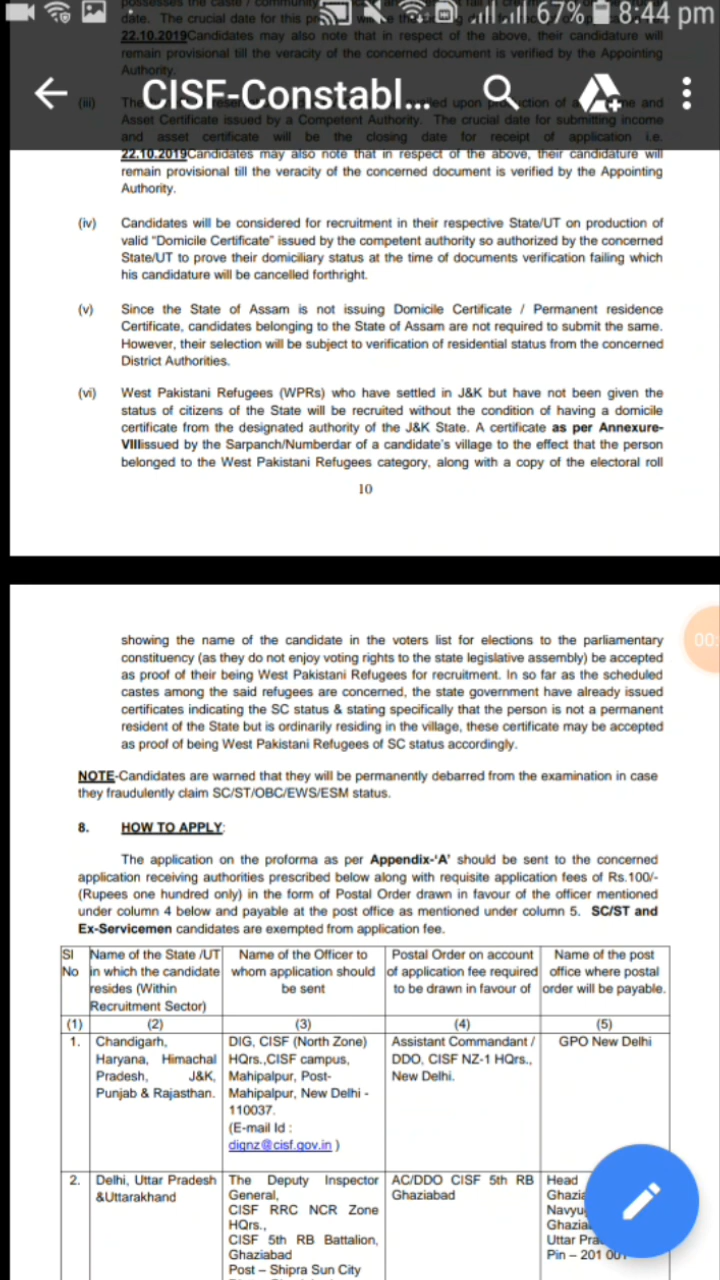 67% 8:44 pm
CISF-Constabl...
date. The crucial date for this
22.10.2019Candidates may also note that in respect of the above, their candidature will
remain provisional till the veracity of the concerned document is verified by the Appointing
Authority.
(iii)
Asset Certificate issued by a Competent Authority. The crucial date for submitting income
and asset certificate will be the closing date for receipt of application i.e.
22.10.2019Candidates may also note that in respect of the above, their candidature will
remain provisional till the veracity of the concerned document is verified by the Appointing
Authority.
(iv) Candidates will be considered for recruitment in their respective State/UT on production of
valid "Domicile Certificate" issued by the competent authority so authorized by the concerned
State/UT to prove their domiciliary status at the time of documents verification failing which
his candidature will be cancelled forthright.
(v) Since the State of Assam is not issuing Domicile Certificate / Permanent residence
Certificate, candidates belonging to the State of Assam are not required to submit the same.
However, their selection will be subject to verification of residential status from the concerned
District Authorities.
(vi) West Pakistani Refugees (WPRs) who have settled in J&K but have not been given the
status of citizens of the State will be recruited without the condition of having a domicile
certificate from the designated authority of the J&K State. A certificate as per Annexure-
VIIIissued by the Sarpanch/Numberdar of a candidate's village to the effect that the person
belonged to the West Pakistani Refugees category, along with a copy of the electoral roll
10
showing the name of the candidate in the voters list for elections to the parliamentary
constituency (as they do not enjoy voting rights to the state legislative assembly) be accepted
as proof of their being West Pakistani Refugees for recruitment. In so far as the scheduled
castes among the said refugees are concerned, the state government have already issued
certificates indicating the SC status & stating specifically that the person is not a permanent
resident of the State but is ordinarily residing in the village, these certificate may be accepted
as proof of being West Pakistani Refugees of SC status accordingly.
00:
NOTE-Candidates are warned that they will be permanently debarred from the examination in case
they fraudulently claim SC/ST/OBC/EWS/ESM status.
8. HOW TO APPLY:
The application on the proforma as per Appendix-'A' should be sent to the concerned
application receiving authorities prescribed below along with requisite application fees of Rs.100/-
(Rupees one hundred only) in the form of Postal Order drawn in favour of the officer mentioned
under column 4 below and payable at the post office as mentioned under column 5. SC/ST and
Ex-Servicemen candidates are exempted from application fee.
Sl No
Name of the State /UT
in which the candidate
resides (Within
Recruitment Sector)
Name of the Officer to
whom application should
be sent
Postal Order on account
of application fee required
to be drawn in favour of
Name of the post
office where postal
order will be payable.
(1) (2) (3) (4) (5)
1.
Chandigarh,
Haryana, Himachal
Pradesh, J&K,
Punjab & Rajasthan.
DIG, CISF (North Zone)
HQrs.,CISF campus,
Mahipalpur, Post-
Mahipalpur, New Delhi -
110037.
(E-mail Id :
dignz@cisf.gov.in )
Assistant Commandant /
DDO, CISF NZ-1 HQrs.,
New Delhi.
GPO New Delhi
2.
Delhi, Uttar Pradesh
&Uttarakhand
The Deputy Inspector
General,
CISF RRC NCR Zone
HQrs.,
CISF 5th RB Battalion,
Ghaziabad
Post – Shipra Sun City
AC/DDO CISF 5th RB
Ghaziabad
Head
Uttar
Pin – 201